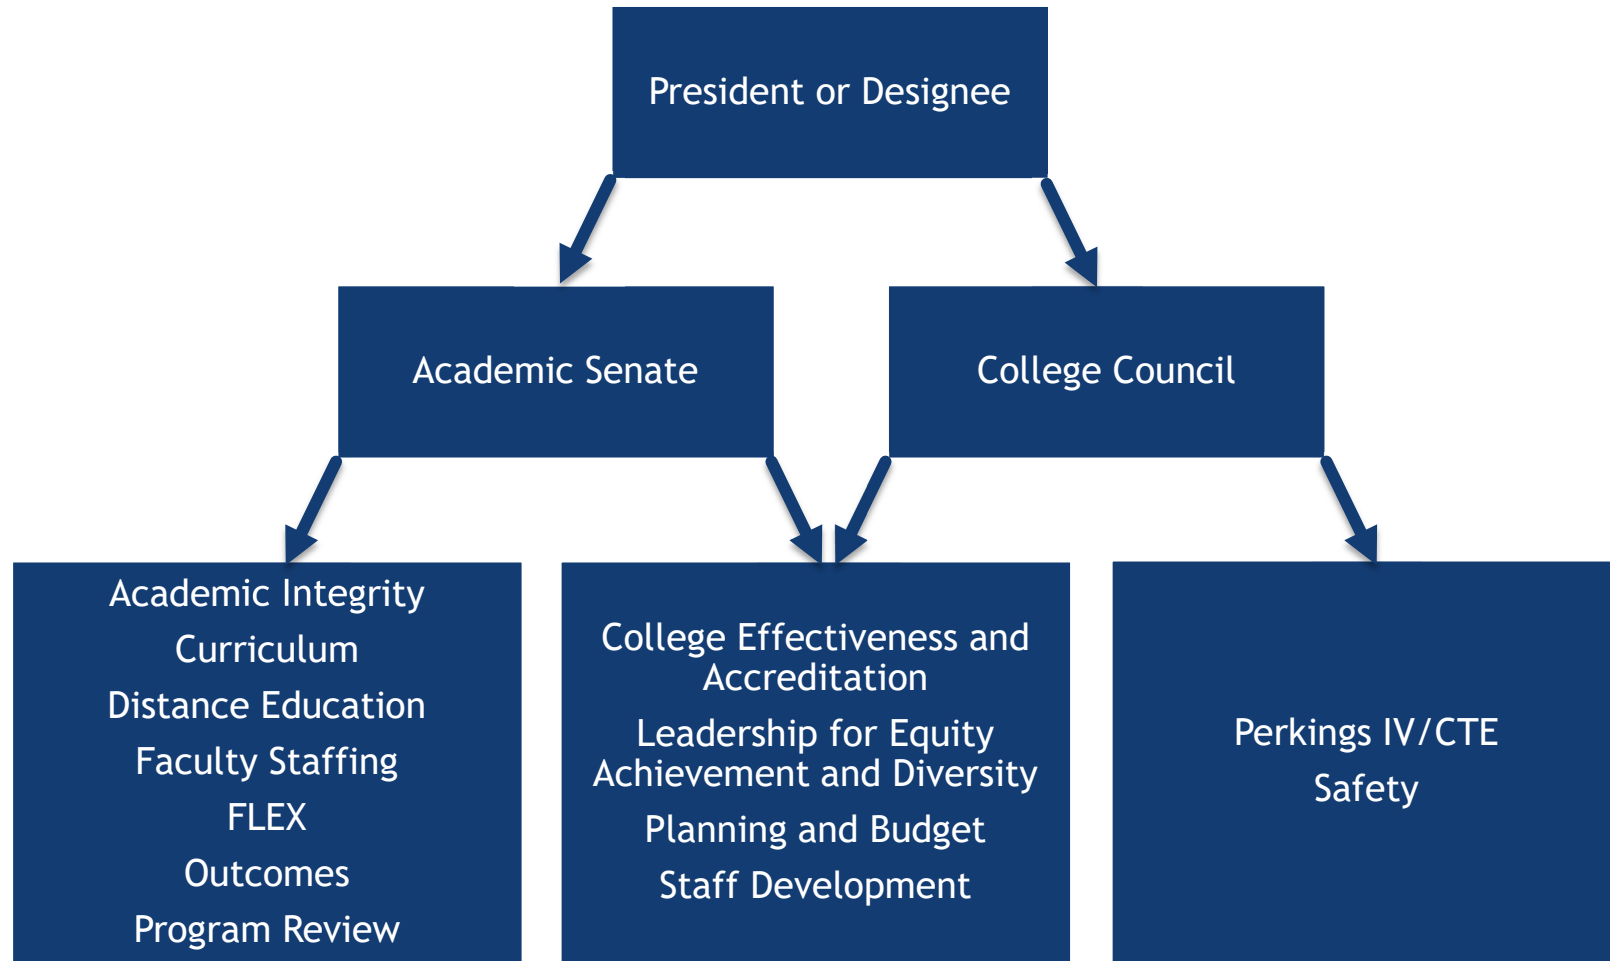 President or Designee
Academic Senate
College Council
Academic Integrity
Curriculum
Distance Education
Faculty Staffing
FLEX
Outcomes
Program Review
College Effectiveness and
Accreditation
Leadership for Equity
Achievement and Diversity
Planning and Budget
Staff Development
Perkings IV/CTE
Safety